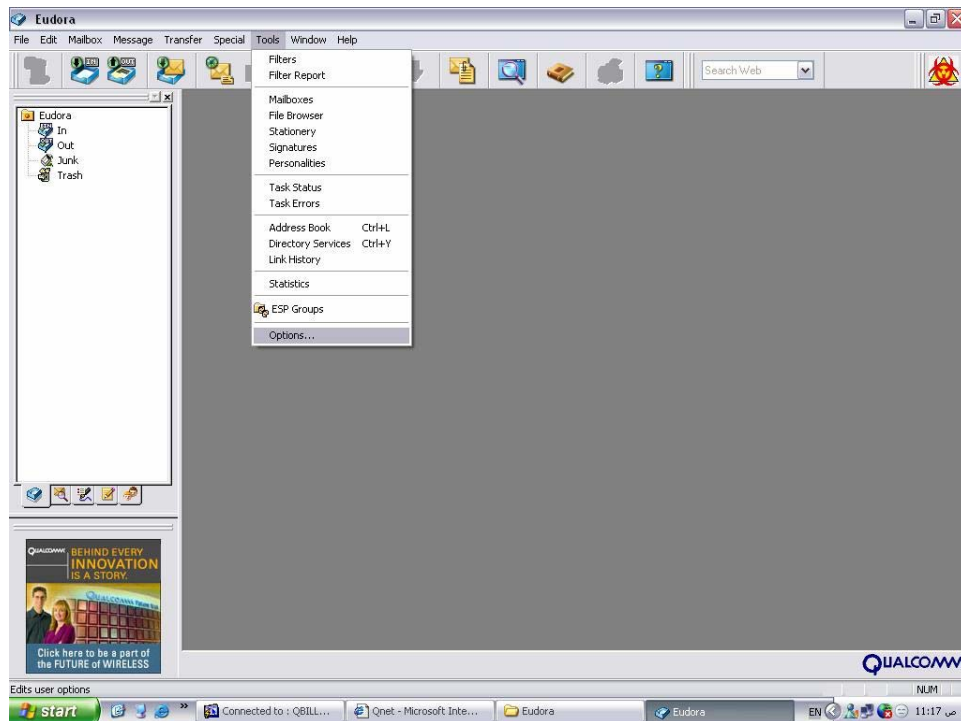 Eudora
File Edit Mailbox Message Transfer Special Tools Window Help
IN OUT
Search Web
Filters
Filter Report
Mailboxes
File Browser
Stationery
Signatures
Personalities
Task Status
Task Errors
Address Book Ctrl+L
Directory Services Ctrl+Y
Link History
Statistics
ESP Groups
Options...
Eudora
In
Out
Junk
Trash
QUALCOMM BEHIND EVERY
INNOVATION
IS A STORY.
QUALCOMM
Click here to be a part of
the FUTURE of WIRELESS
QUALCOMM
Edits user options NUM
start Connected to : QBILL... Qnet - Microsoft Inte... Eudora Eudora EN 11:17 ص